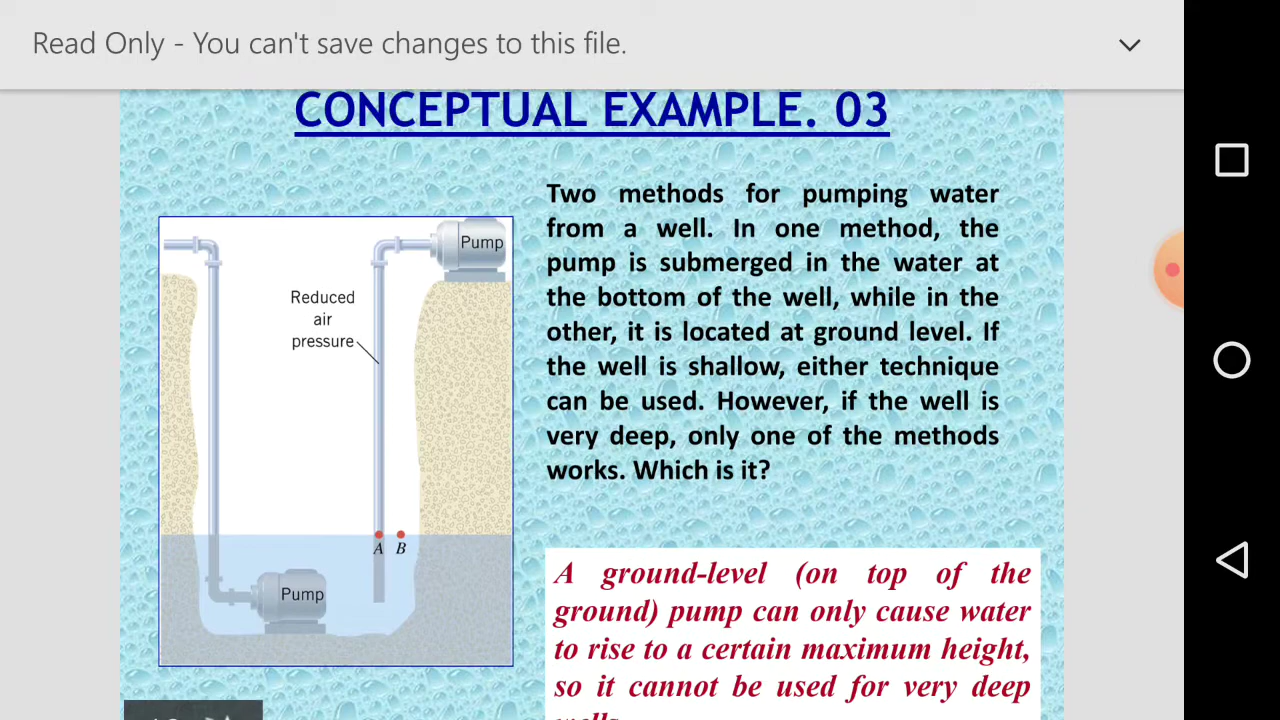 Read Only - You can't save changes to this file.
CONCEPTUAL EXAMPLE. 03
Two methods for pumping water
from a well. In one method, the
pump is submerged in the water at
the bottom of the well, while in the
other, it is located at ground level. If
the well is shallow, either technique
can be used. However, if the well is
very deep, only one of the methods
works. Which is it?
Pump
Reduced
air
pressure
A B
Pump
A ground-level (on top of the
ground) pump can only cause water
to rise to a certain maximum height,
so it cannot be used for very deep
wells